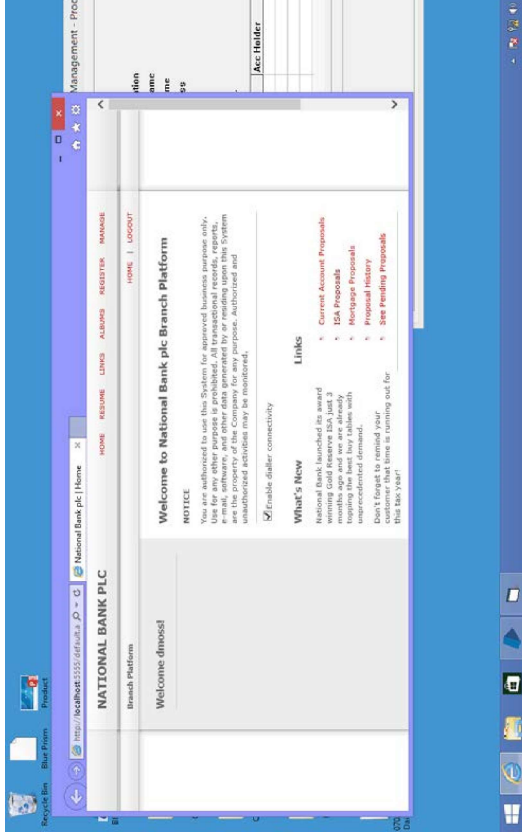 Recycle Bin
Blue Prism
Product
Management - Proc
ation
ame
me
ss
Acc Holder
http://localhost:5555/default.a
National Bank plc | Home
NATIONAL BANK PLC
HOME RESUME LINKS ALBUMS REGISTER MANAGE
Branch Platform
HOME | LOGOUT
Welcome dmoss!
Welcome to National Bank plc Branch Platform
NOTICE
You are authorized to use this System for approved business purpose only.
Use for any other purpose is prohibited. All transactional records, reports,
e-mail, software, and other data generated by or residing upon this System
are the property of the Company for any purpose. Authorized and
unauthorized activities may be monitored.
Enable dialler connectivity
What's New
National Bank launched its award
winning Gold Reserve ISA just 3
months ago and we are already
topping the best buy tables with
unprecedented demand.
Don't forget to remind your
customer that time is running out for
this tax year!
Links
Current Account Proposals
ISA Proposals
Mortgage Proposals
Proposal History
See Pending Proposals